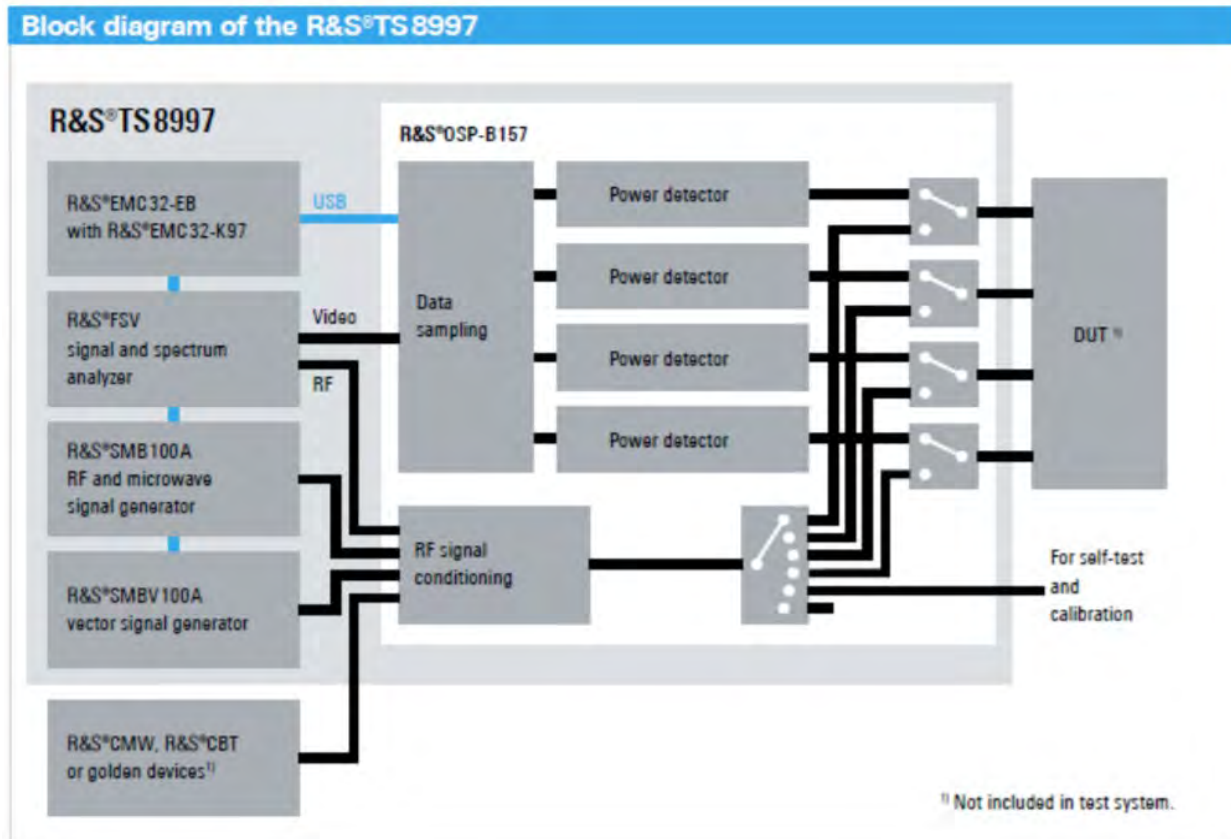 Block diagram of the R&S®TS8997
R&S®TS8997
R&S®OSP-B157
R&S®EMC32-EB
with R&S®EMC32-K97
USB
R&S®FSV
signal and spectrum
analyzer
Video
RF
R&S®SMB100A
RF and microwave
signal generator
R&S®SMBV100A
vector signal generator
R&S®CMW, R&S®CBT
or golden devices¹⁾
Data
sampling
Power detector
Power detector
Power detector
Power detector
RF signal
conditioning
DUT ¹⁾
For self-test
and
calibration
¹⁾ Not included in test system.